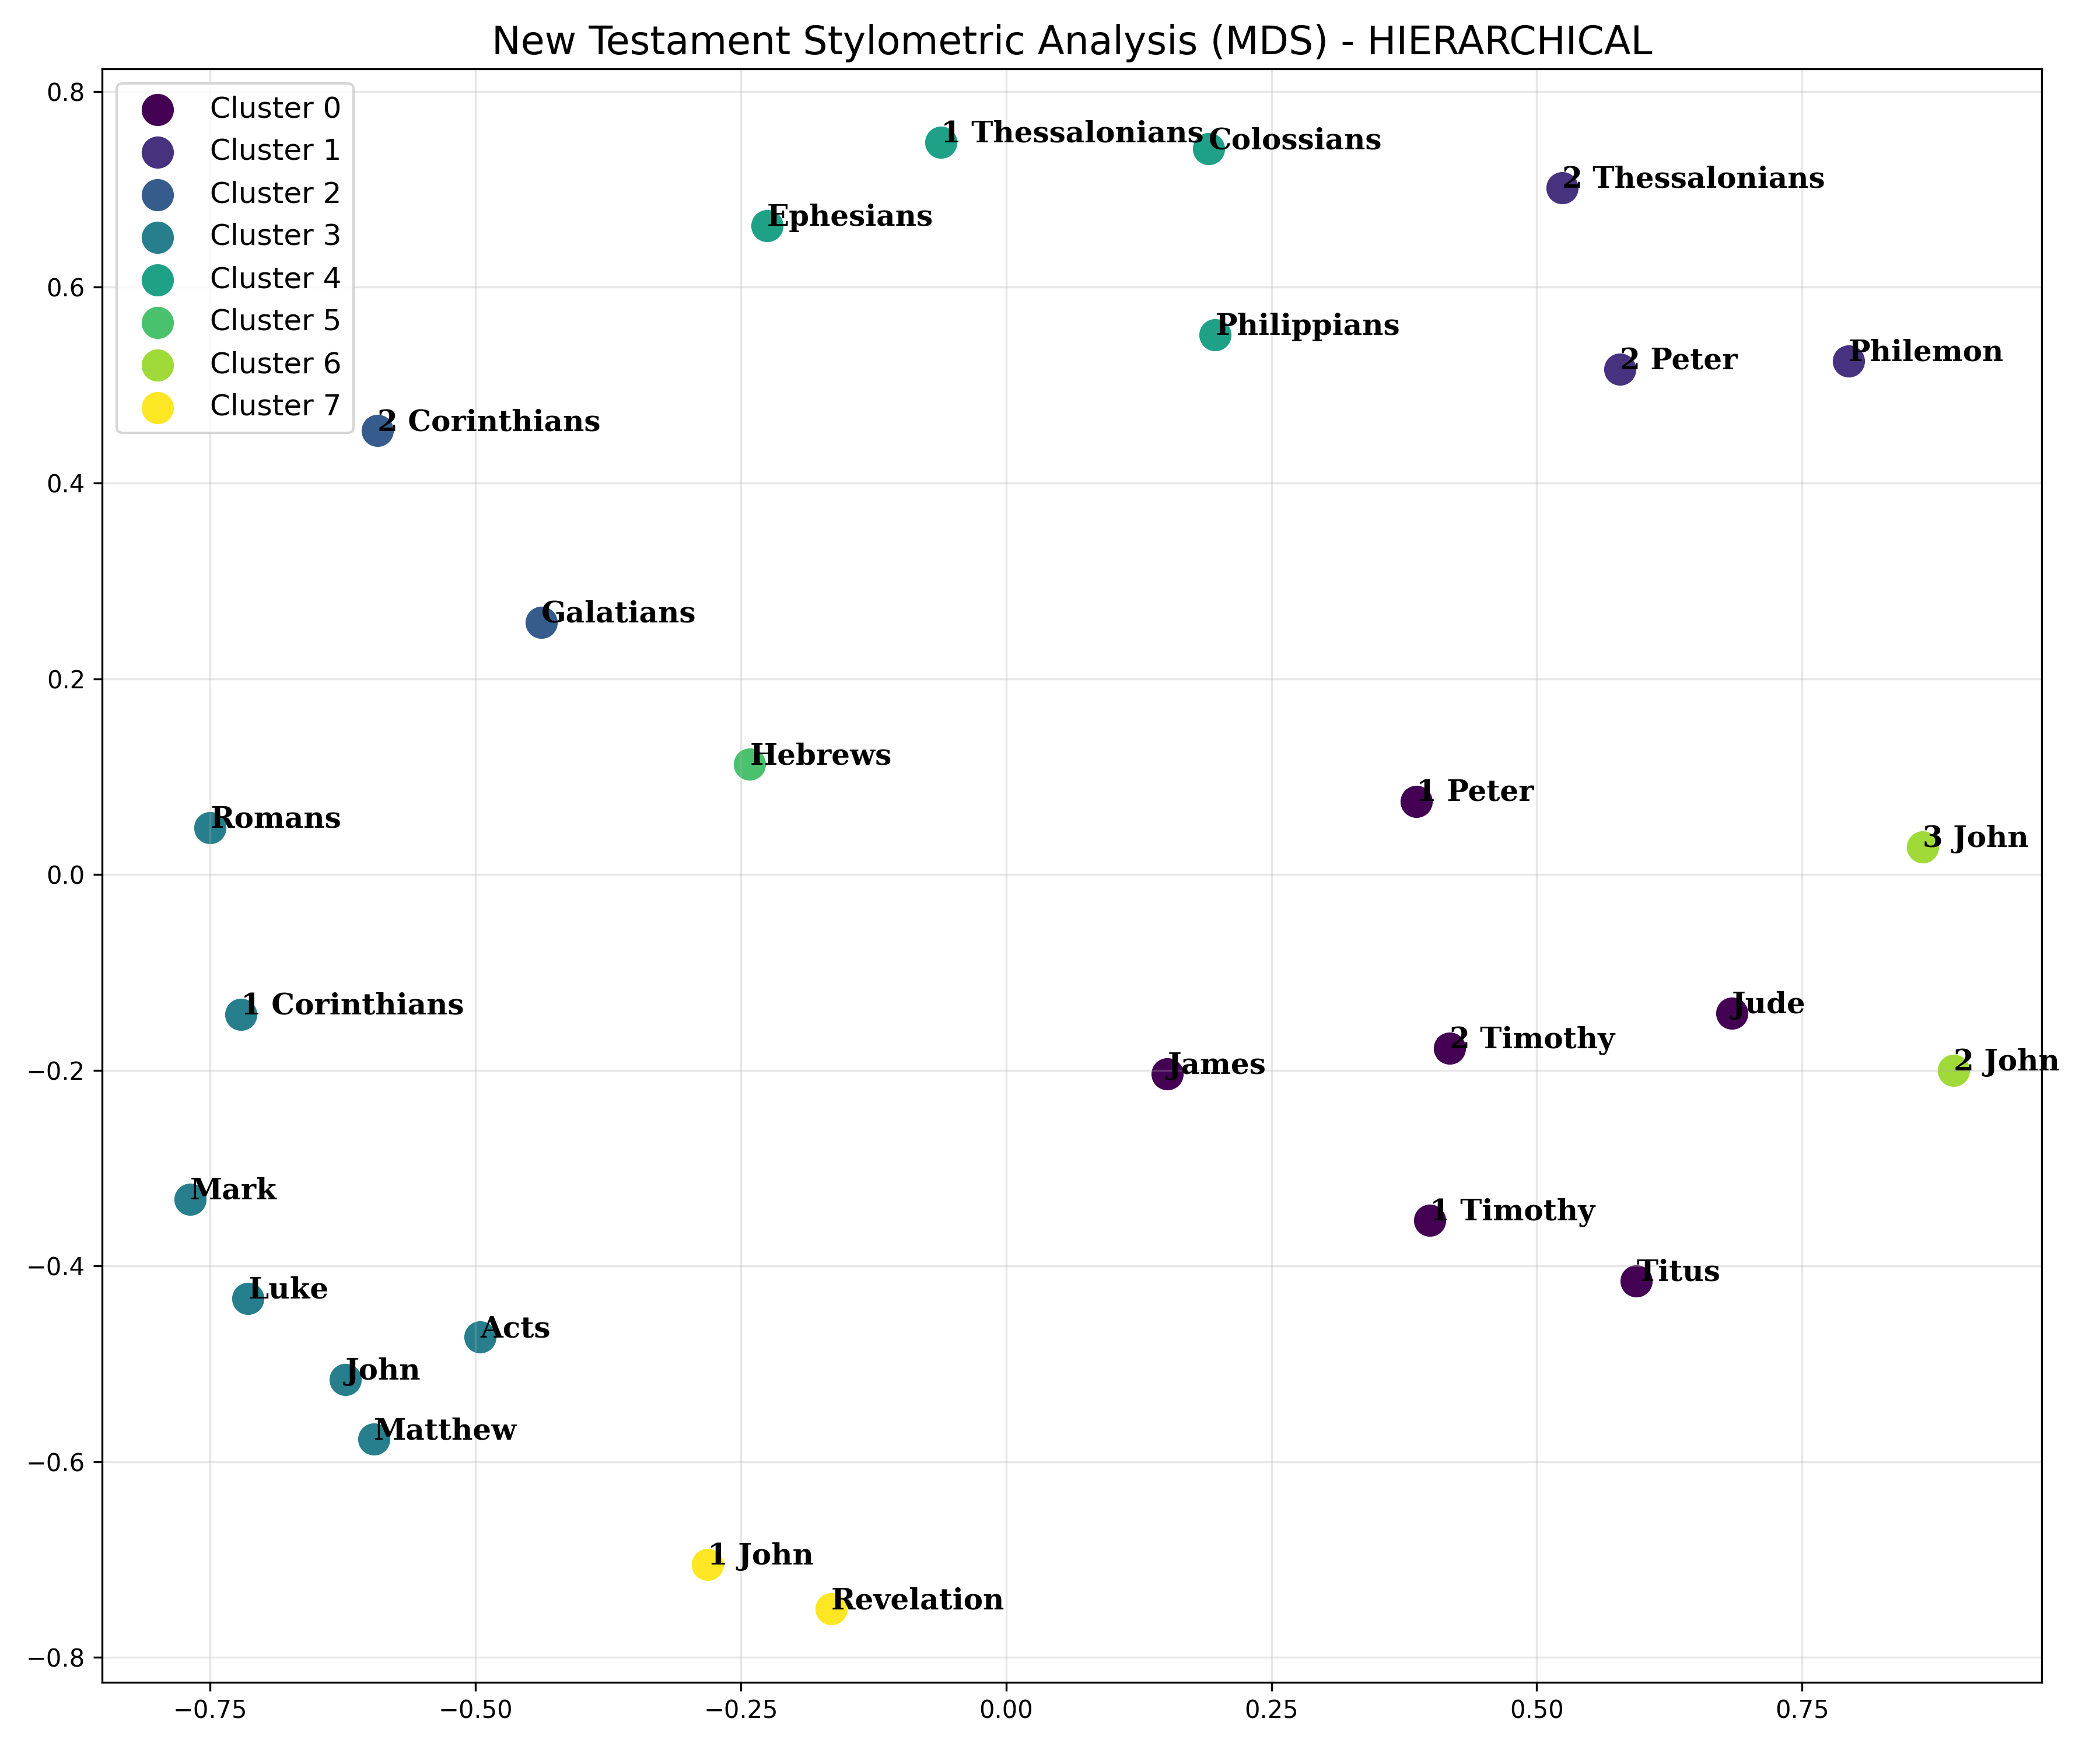 New Testament Stylometric Analysis (MDS) - HIERARCHICAL
Cluster 0
Cluster 1
Cluster 2
Cluster 3
Cluster 4
Cluster 5
Cluster 6
Cluster 7
1 Thessalonians
Colossians
2 Thessalonians
Ephesians
Philippians
2 Peter
Philemon
2 Corinthians
Galatians
Hebrews
1 Peter
Romans
3 John
1 Corinthians
Jude
2 Timothy
James
2 John
Mark
1 Timothy
Titus
Luke
Acts
John
Matthew
1 John
Revelation
0.8
0.6
0.4
0.2
0.0
−0.2
−0.4
−0.6
−0.8
−0.75
−0.50
−0.25
0.00
0.25
0.50
0.75